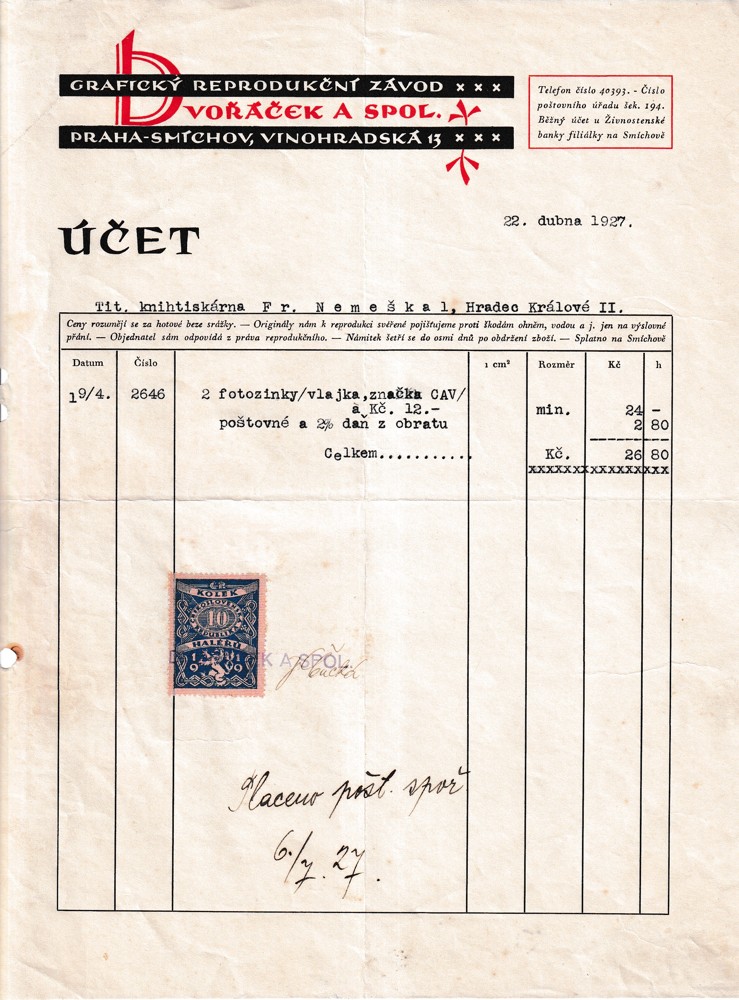 GRAFICKÝ REPRODUKČNÍ ZÁVOD × × ×
DVOŘÁČEK A SPOL.
PRAHA-SMÍCHOV, VINOHRADSKÁ 13 × × ×
Telefon číslo 40393. - Číslo
poštovního úřadu šek. 194.
Běžný účet u Živnostenské
banky filiálky na Smíchově
22. dubna 1927.
ÚČET
Tit. knihtiskárna F r. N e m e š k a l, Hradec Králové II.
Ceny rozumějí se za hotové beze srážky. — Originály nám k reprodukci svěřené pojišťujeme proti škodám ohněm, vodou a j. jen na výslovné
přání. — Objednatel sám odpovídá z práva reprodukčního. — Námitek šetří se do osmi dnů po obdržení zboží. — Splatno na Smíchově
Datum Číslo 1 cm² Rozměr Kč h
19/4. 2646 2 fotozinky/vlajka,značka CAV/
à Kč. 12.- min. 24 -
poštovné a 2% daň z obratu 2 80
Celkem........... Kč. 26 80
xxxxxxxxxxxxxxxxxx
ČR
KOLEK
10
HALÉŘŮ
1919
K A SPOL.
Placeno pošt. spoř
6./7. 27.